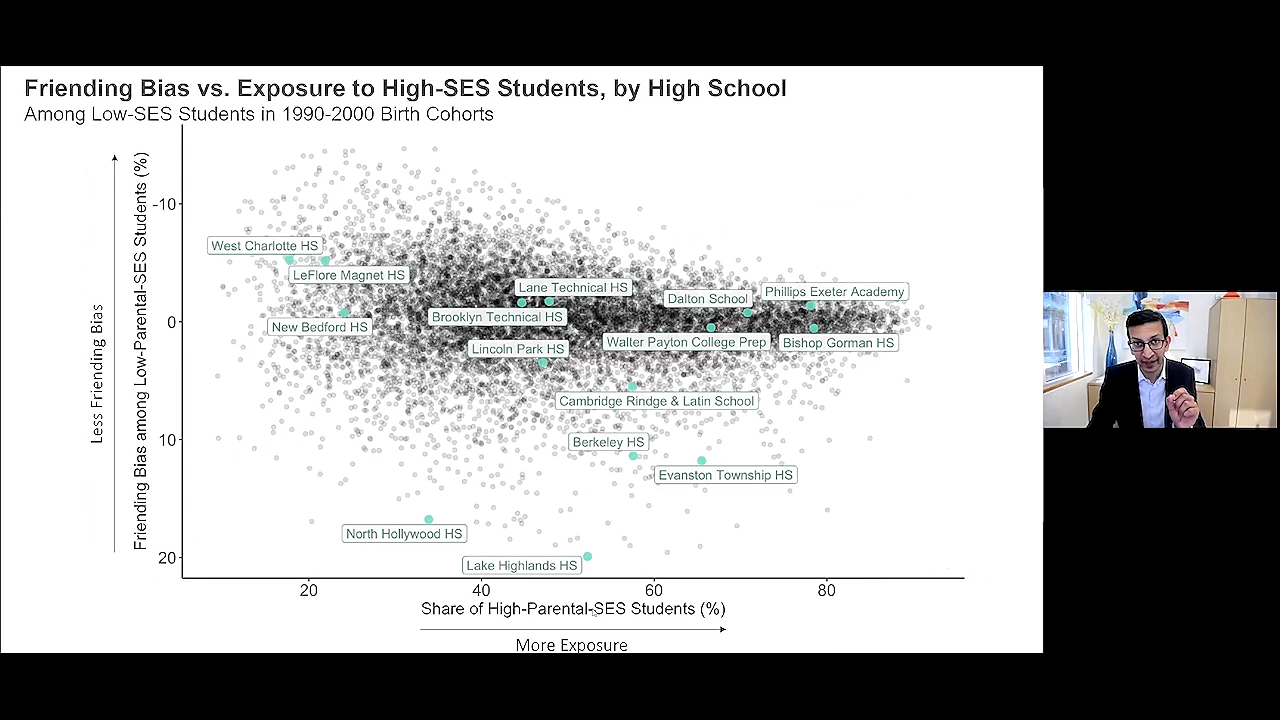 Friending Bias vs. Exposure to High-SES Students, by High School
Among Low-SES Students in 1990-2000 Birth Cohorts
Less Friending Bias
Friending Bias among Low-Parental-SES Students (%)
-10
0
10
20
West Charlotte HS
LeFlore Magnet HS
New Bedford HS
Lane Technical HS
Brooklyn Technical HS
Lincoln Park HS
Dalton School
Phillips Exeter Academy
Walter Payton College Prep
Bishop Gorman HS
Cambridge Rindge & Latin School
Berkeley HS
Evanston Township HS
North Hollywood HS
Lake Highlands HS
20 40 60 80
Share of High-Parental-SES Students (%)
More Exposure